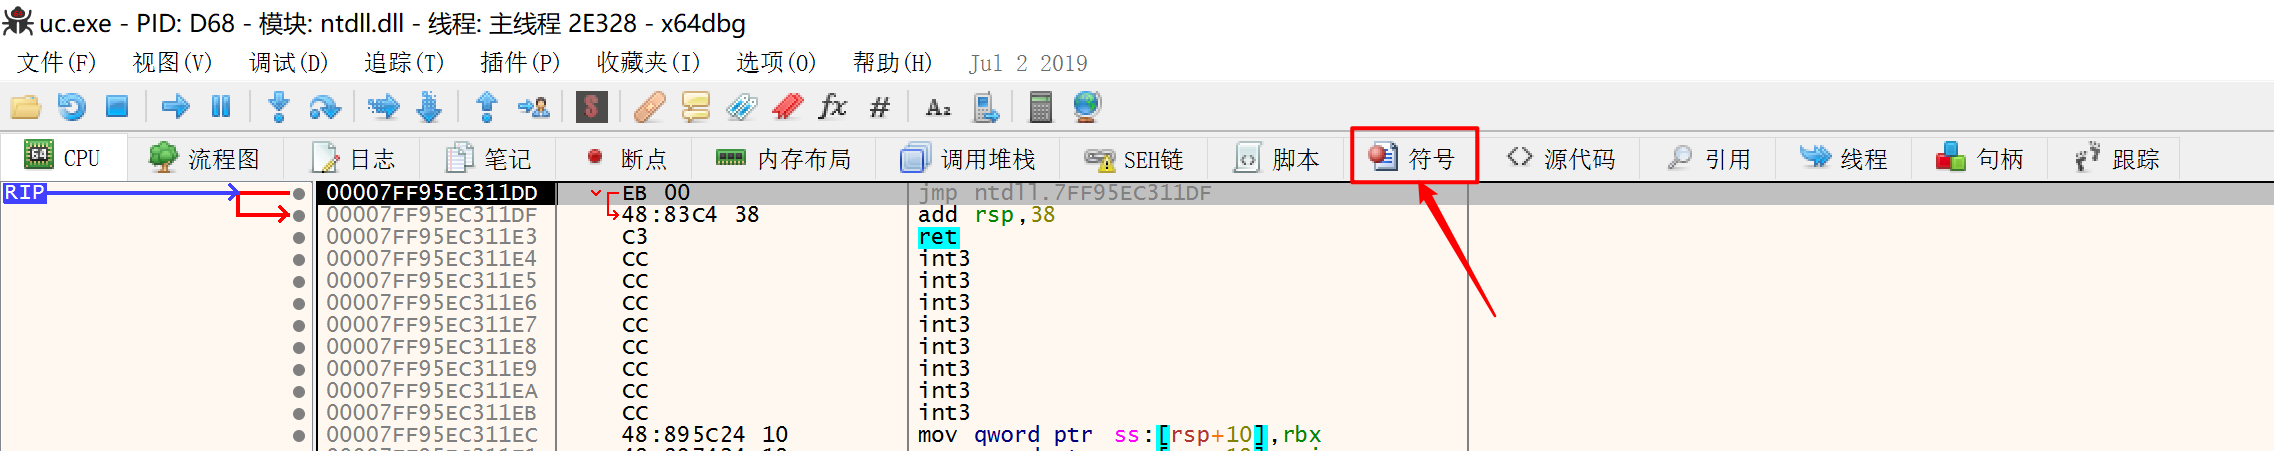 uc.exe - PID: D68 - 模块: ntdll.dll - 线程: 主线程 2E328 - x64dbg
文件(F) 视图(V) 调试(D) 追踪(T) 插件(P) 收藏夹(I) 选项(O) 帮助(H) Jul 2 2019
S fx # A₂
CPU 流程图 日志 笔记 断点 内存布局 调用堆栈 SEH链 脚本 符号 源代码 引用 线程 句柄 跟踪
RIP 00007FF95EC311DD EB 00 jmp ntdll.7FF95EC311DF
00007FF95EC311DF 48:83C4 38 add rsp,38
00007FF95EC311E3 C3 ret
00007FF95EC311E4 CC int3
00007FF95EC311E5 CC int3
00007FF95EC311E6 CC int3
00007FF95EC311E7 CC int3
00007FF95EC311E8 CC int3
00007FF95EC311E9 CC int3
00007FF95EC311EA CC int3
00007FF95EC311EB CC int3
00007FF95EC311EC 48:895C24 10 mov qword ptr ss:[rsp+10],rbx